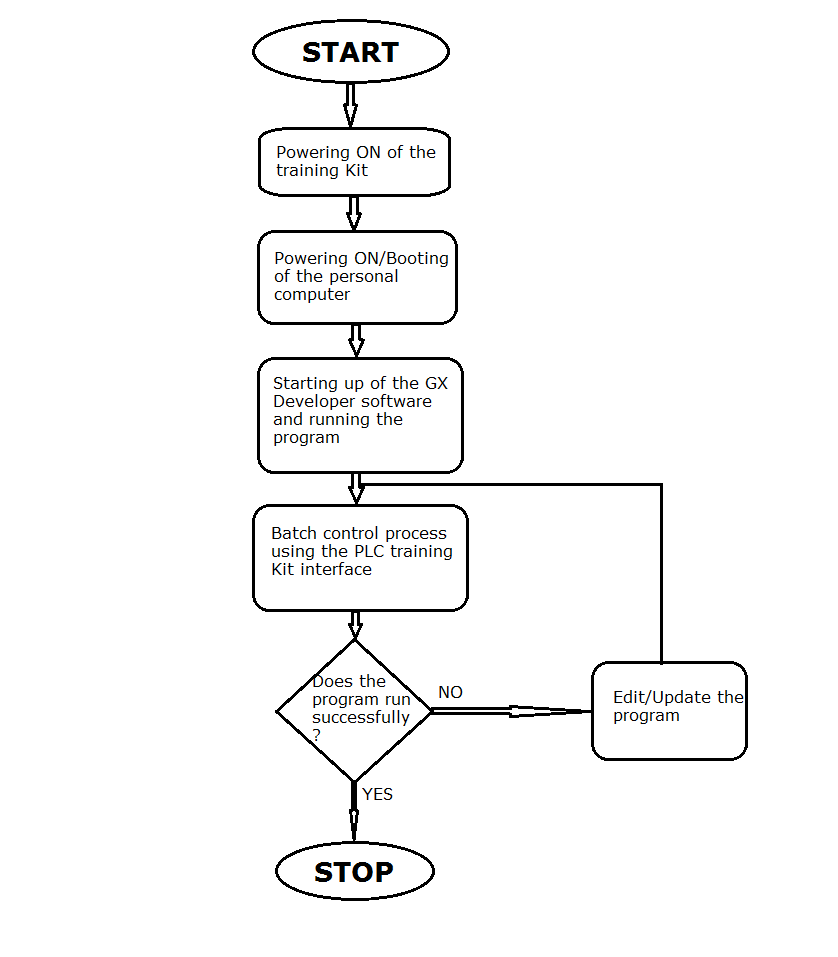 START
Powering ON of the
training Kit
Powering ON/Booting
of the personal
computer
Starting up of the GX
Developer software
and running the
program
Batch control process
using the PLC training
Kit interface
Does the
program run
successfully
?
NO
Edit/Update the
program
YES
STOP